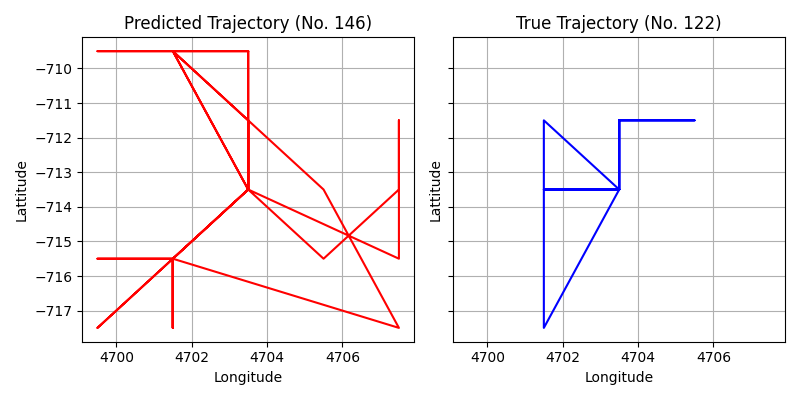 Predicted Trajectory (No. 146)
True Trajectory (No. 122)
Lattitude
−710
−711
−712
−713
−714
−715
−716
−717
4700
4702
4704
4706
Longitude
Lattitude
4700
4702
4704
4706
Longitude